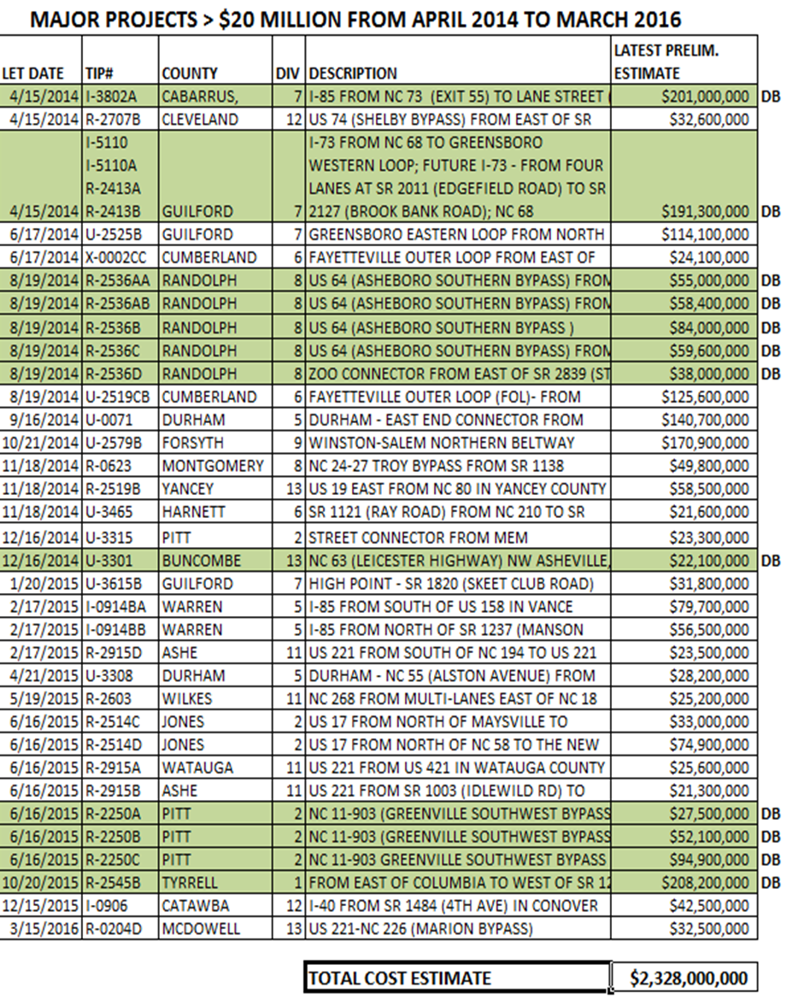 MAJOR PROJECTS > $20 MILLION FROM APRIL 2014 TO MARCH 2016
LATEST PRELIM.
LET DATE TIP# COUNTY DIV DESCRIPTION ESTIMATE
4/15/2014 I-3802A CABARRUS, 7 I-85 FROM NC 73 (EXIT 55) TO LANE STREET ( $201,000,000 DB
4/15/2014 R-2707B CLEVELAND 12 US 74 (SHELBY BYPASS) FROM EAST OF SR $32,600,000
I-5110 I-73 FROM NC 68 TO GREENSBORO
I-5110A WESTERN LOOP; FUTURE I-73 - FROM FOUR
R-2413A LANES AT SR 2011 (EDGEFIELD ROAD) TO SR
4/15/2014 R-2413B GUILFORD 7 2127 (BROOK BANK ROAD); NC 68 $191,300,000 DB
6/17/2014 U-2525B GUILFORD 7 GREENSBORO EASTERN LOOP FROM NORTH $114,100,000
6/17/2014 X-0002CC CUMBERLAND 6 FAYETTEVILLE OUTER LOOP FROM EAST OF $24,100,000
8/19/2014 R-2536AA RANDOLPH 8 US 64 (ASHEBORO SOUTHERN BYPASS) FROM $55,000,000 DB
8/19/2014 R-2536AB RANDOLPH 8 US 64 (ASHEBORO SOUTHERN BYPASS) FROM $58,400,000 DB
8/19/2014 R-2536B RANDOLPH 8 US 64 (ASHEBORO SOUTHERN BYPASS ) $84,000,000 DB
8/19/2014 R-2536C RANDOLPH 8 US 64 (ASHEBORO SOUTHERN BYPASS) FROM $59,600,000 DB
8/19/2014 R-2536D RANDOLPH 8 ZOO CONNECTOR FROM EAST OF SR 2839 (ST $38,000,000 DB
8/19/2014 U-2519CB CUMBERLAND 6 FAYETTEVILLE OUTER LOOP (FOL)- FROM $125,600,000
9/16/2014 U-0071 DURHAM 5 DURHAM - EAST END CONNECTOR FROM $140,700,000
10/21/2014 U-2579B FORSYTH 9 WINSTON-SALEM NORTHERN BELTWAY $170,900,000
11/18/2014 R-0623 MONTGOMERY 8 NC 24-27 TROY BYPASS FROM SR 1138 $49,800,000
11/18/2014 R-2519B YANCEY 13 US 19 EAST FROM NC 80 IN YANCEY COUNTY $58,500,000
11/18/2014 U-3465 HARNETT 6 SR 1121 (RAY ROAD) FROM NC 210 TO SR $21,600,000
12/16/2014 U-3315 PITT 2 STREET CONNECTOR FROM MEM $23,300,000
12/16/2014 U-3301 BUNCOMBE 13 NC 63 (LEICESTER HIGHWAY) NW ASHEVILLE, $22,100,000 DB
1/20/2015 U-3615B GUILFORD 7 HIGH POINT - SR 1820 (SKEET CLUB ROAD) $31,800,000
2/17/2015 I-0914BA WARREN 5 I-85 FROM SOUTH OF US 158 IN VANCE $79,700,000
2/17/2015 I-0914BB WARREN 5 I-85 FROM NORTH OF SR 1237 (MANSON $56,500,000
2/17/2015 R-2915D ASHE 11 US 221 FROM SOUTH OF NC 194 TO US 221 $23,500,000
4/21/2015 U-3308 DURHAM 5 DURHAM - NC 55 (ALSTON AVENUE) FROM $28,200,000
5/19/2015 R-2603 WILKES 11 NC 268 FROM MULTI-LANES EAST OF NC 18 $25,200,000
6/16/2015 R-2514C JONES 2 US 17 FROM NORTH OF MAYSVILLE TO $33,000,000
6/16/2015 R-2514D JONES 2 US 17 FROM NORTH OF NC 58 TO THE NEW $74,900,000
6/16/2015 R-2915A WATAUGA 11 US 221 FROM US 421 IN WATAUGA COUNTY $25,600,000
6/16/2015 R-2915B ASHE 11 US 221 FROM SR 1003 (IDLEWILD RD) TO $21,300,000
6/16/2015 R-2250A PITT 2 NC 11-903 (GREENVILLE SOUTHWEST BYPASS $27,500,000 DB
6/16/2015 R-2250B PITT 2 NC 11-903 (GREENVILLE SOUTHWEST BYPASS $52,100,000 DB
6/16/2015 R-2250C PITT 2 NC 11-903 GREENVILLE SOUTHWEST BYPASS $94,900,000 DB
10/20/2015 R-2545B TYRRELL 1 FROM EAST OF COLUMBIA TO WEST OF SR 12 $208,200,000 DB
12/15/2015 I-0906 CATAWBA 12 I-40 FROM SR 1484 (4TH AVE) IN CONOVER $42,500,000
3/15/2016 R-0204D MCDOWELL 13 US 221-NC 226 (MARION BYPASS) $32,500,000
TOTAL COST ESTIMATE $2,328,000,000